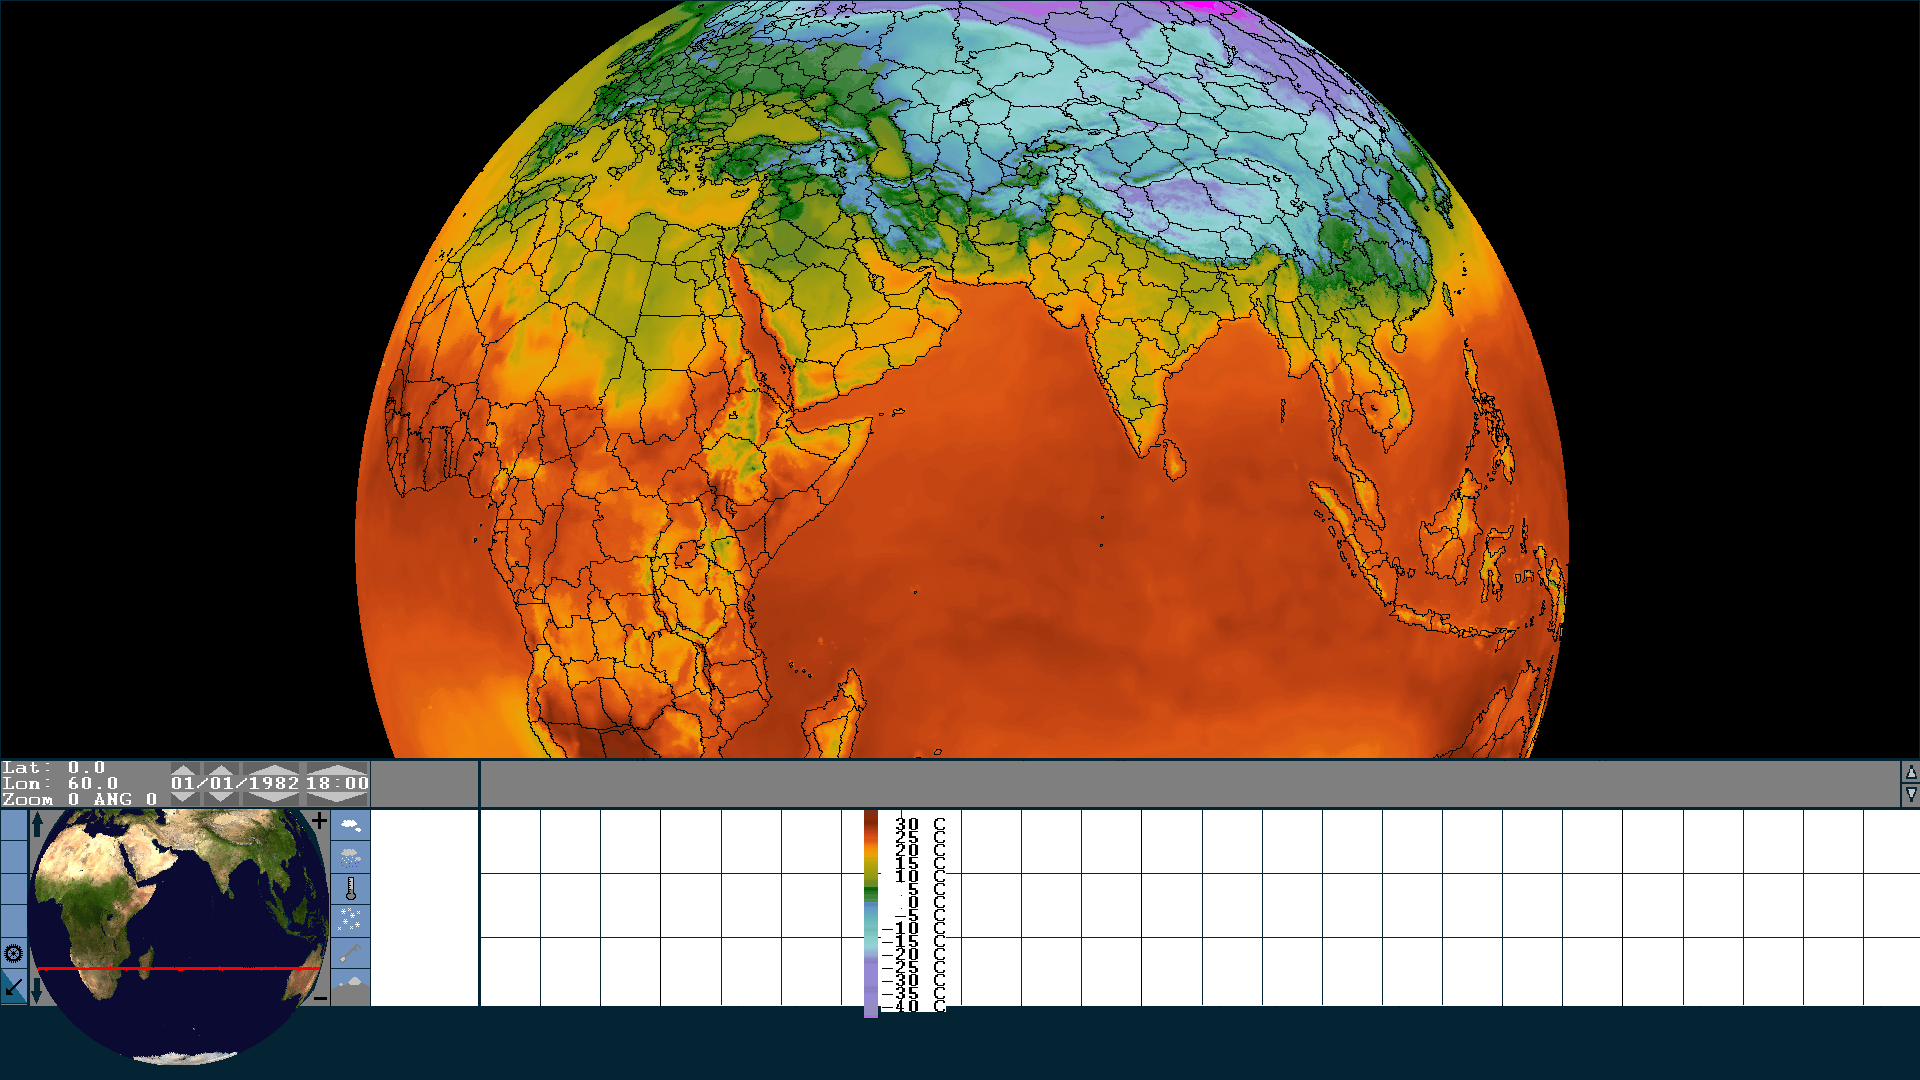 Lat: 0.0
Lon: 60.0
Zoom 0 ANG 0
01/01/1982 18:00
+
−
30 C
25 C
20 C
15 C
10 C
5 C
0 C
−5 C
−10 C
−15 C
−20 C
−25 C
−30 C
−35 C
−40 C